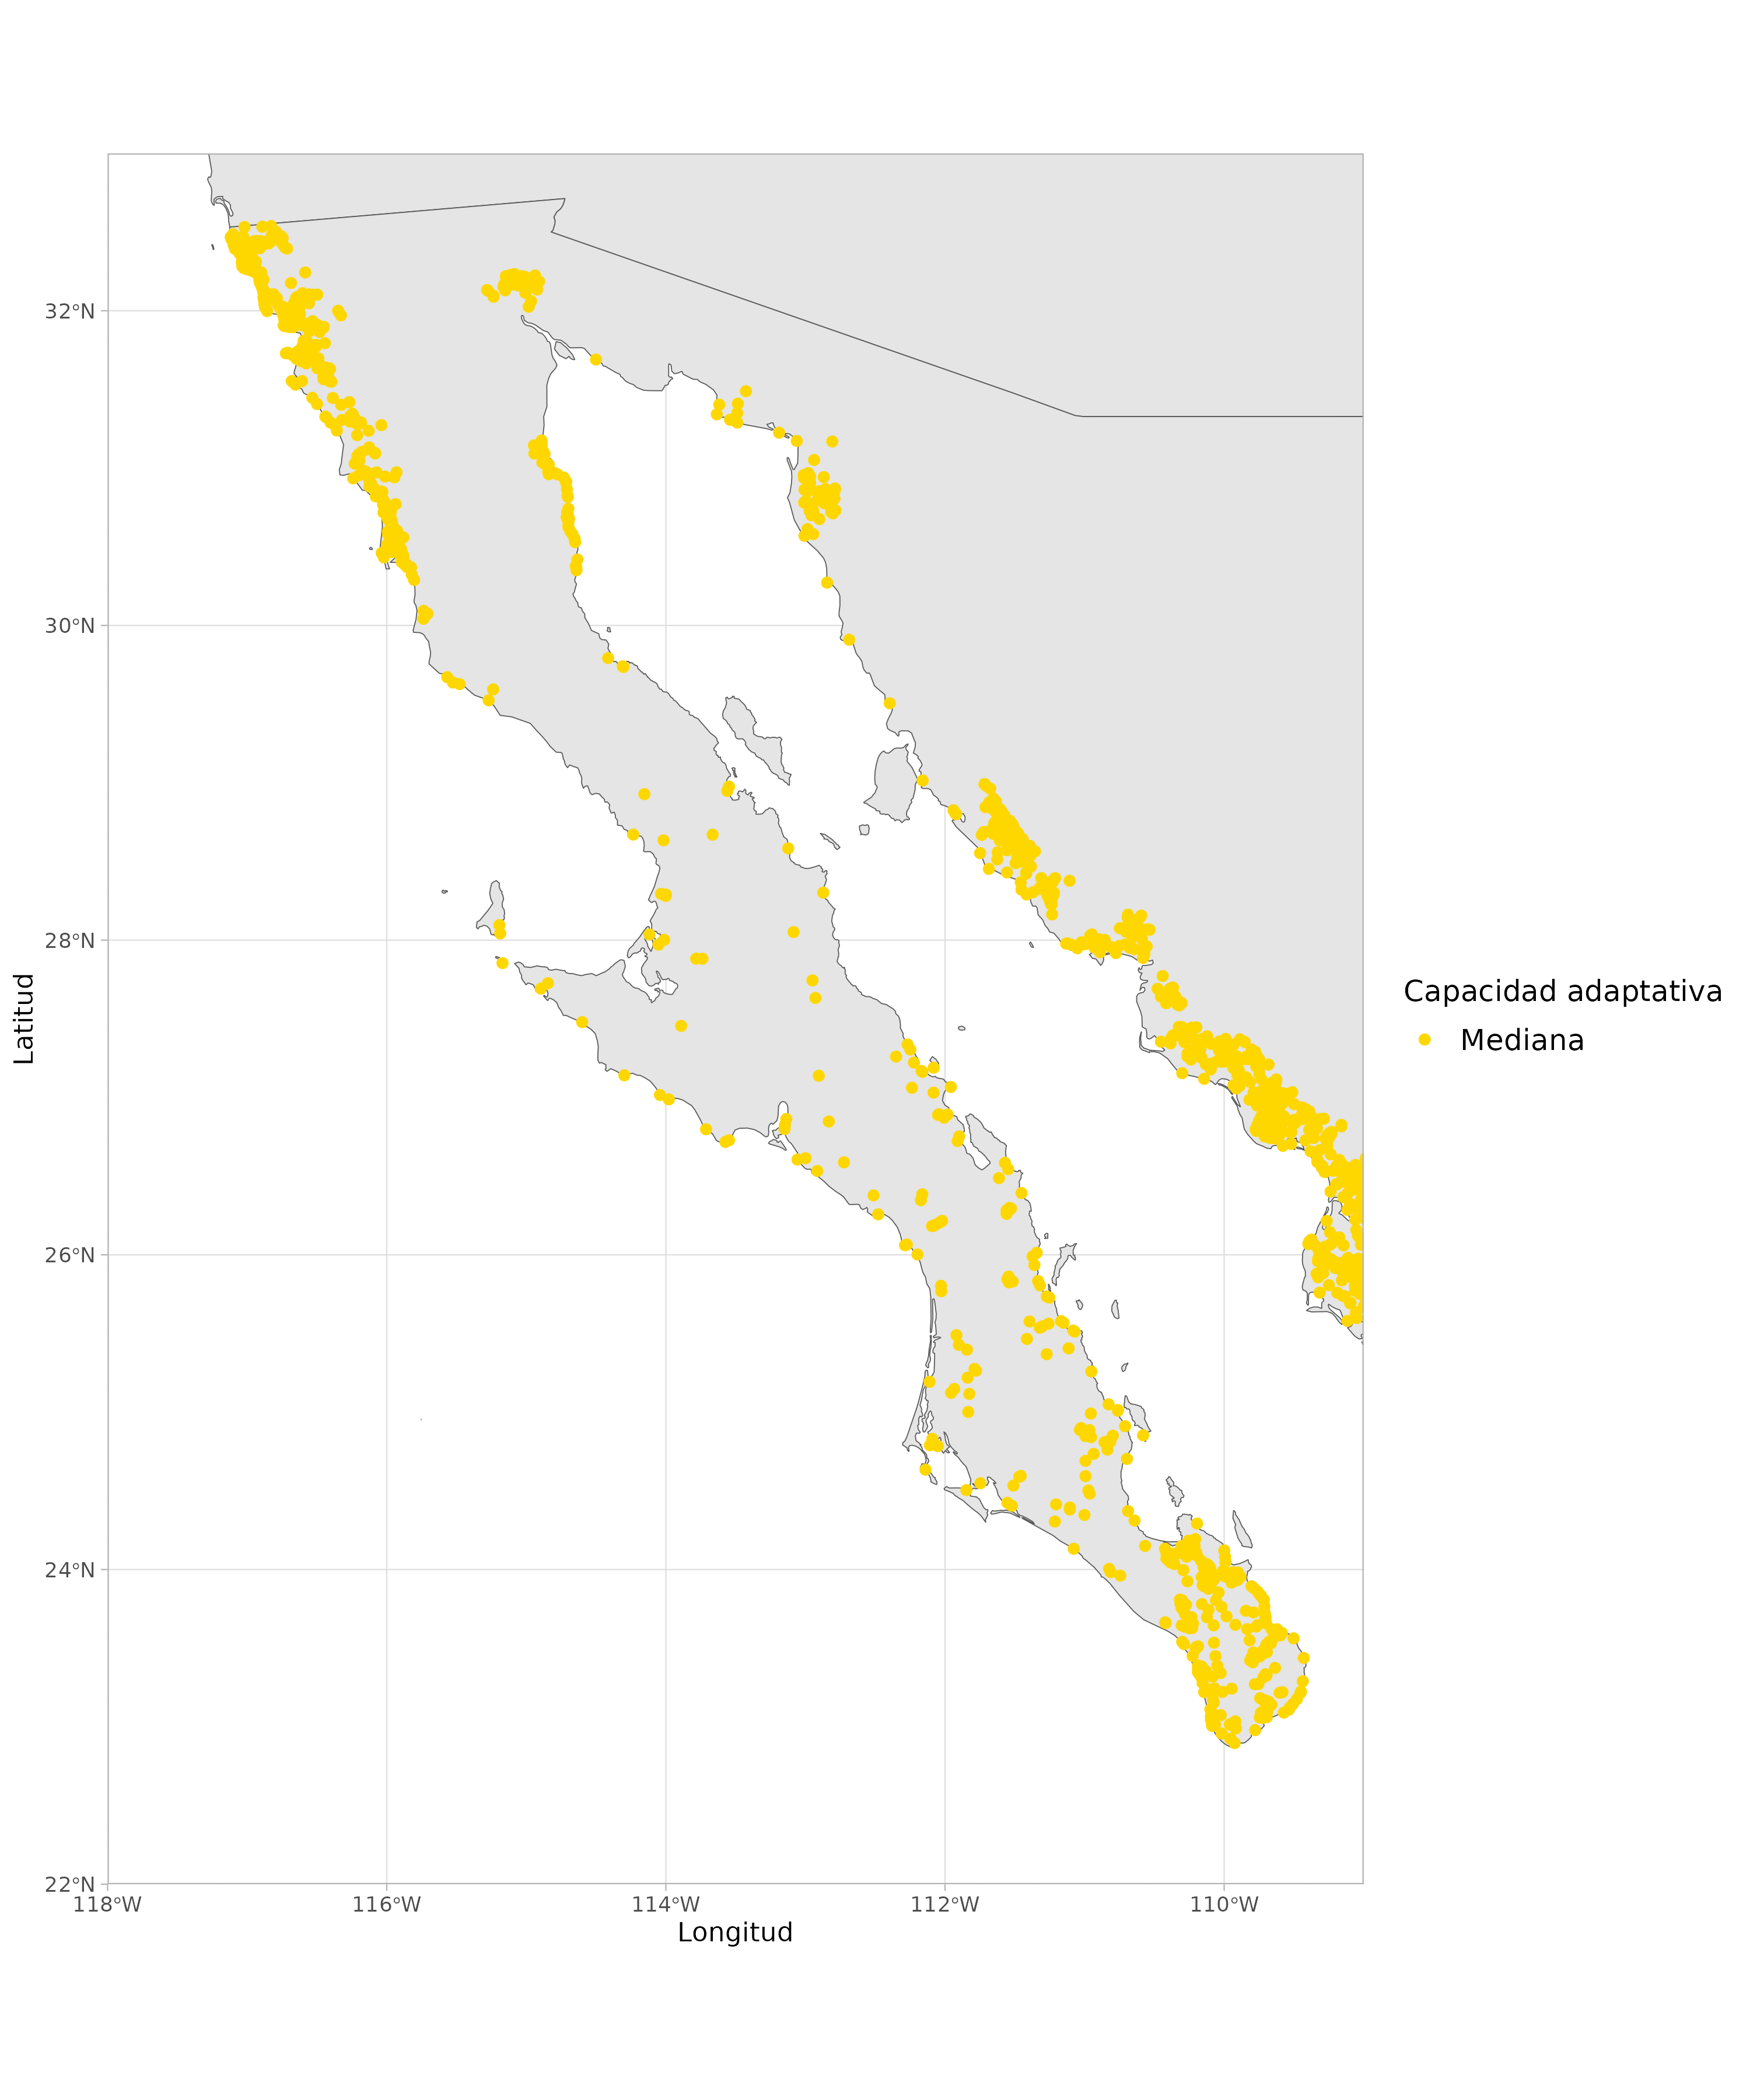 32°N
30°N
28°N
26°N
24°N
22°N
118°W
116°W
114°W
112°W
110°W
Longitud
Latitud
Capacidad adaptativa
Mediana